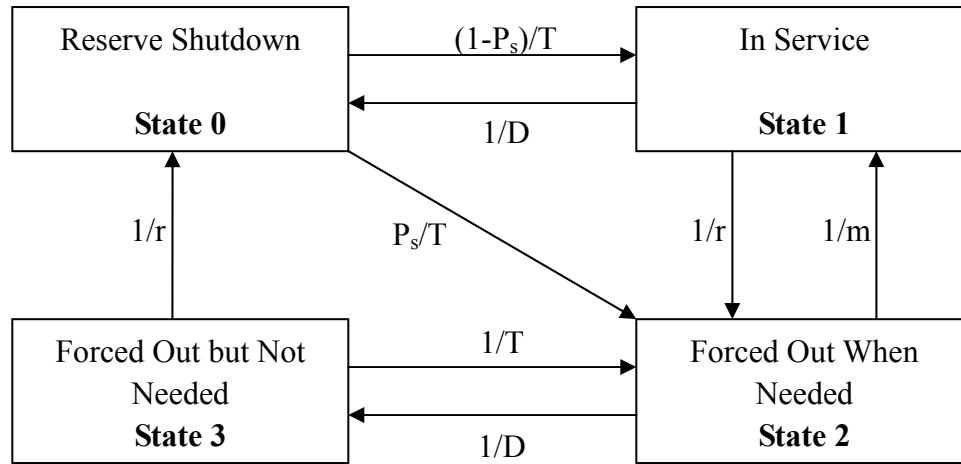 Reserve Shutdown
State 0
(1-Pₛ)/T
1/D
In Service
State 1
1/r
Pₛ/T
1/r
1/m
Forced Out but Not
Needed
State 3
1/T
1/D
Forced Out When
Needed
State 2